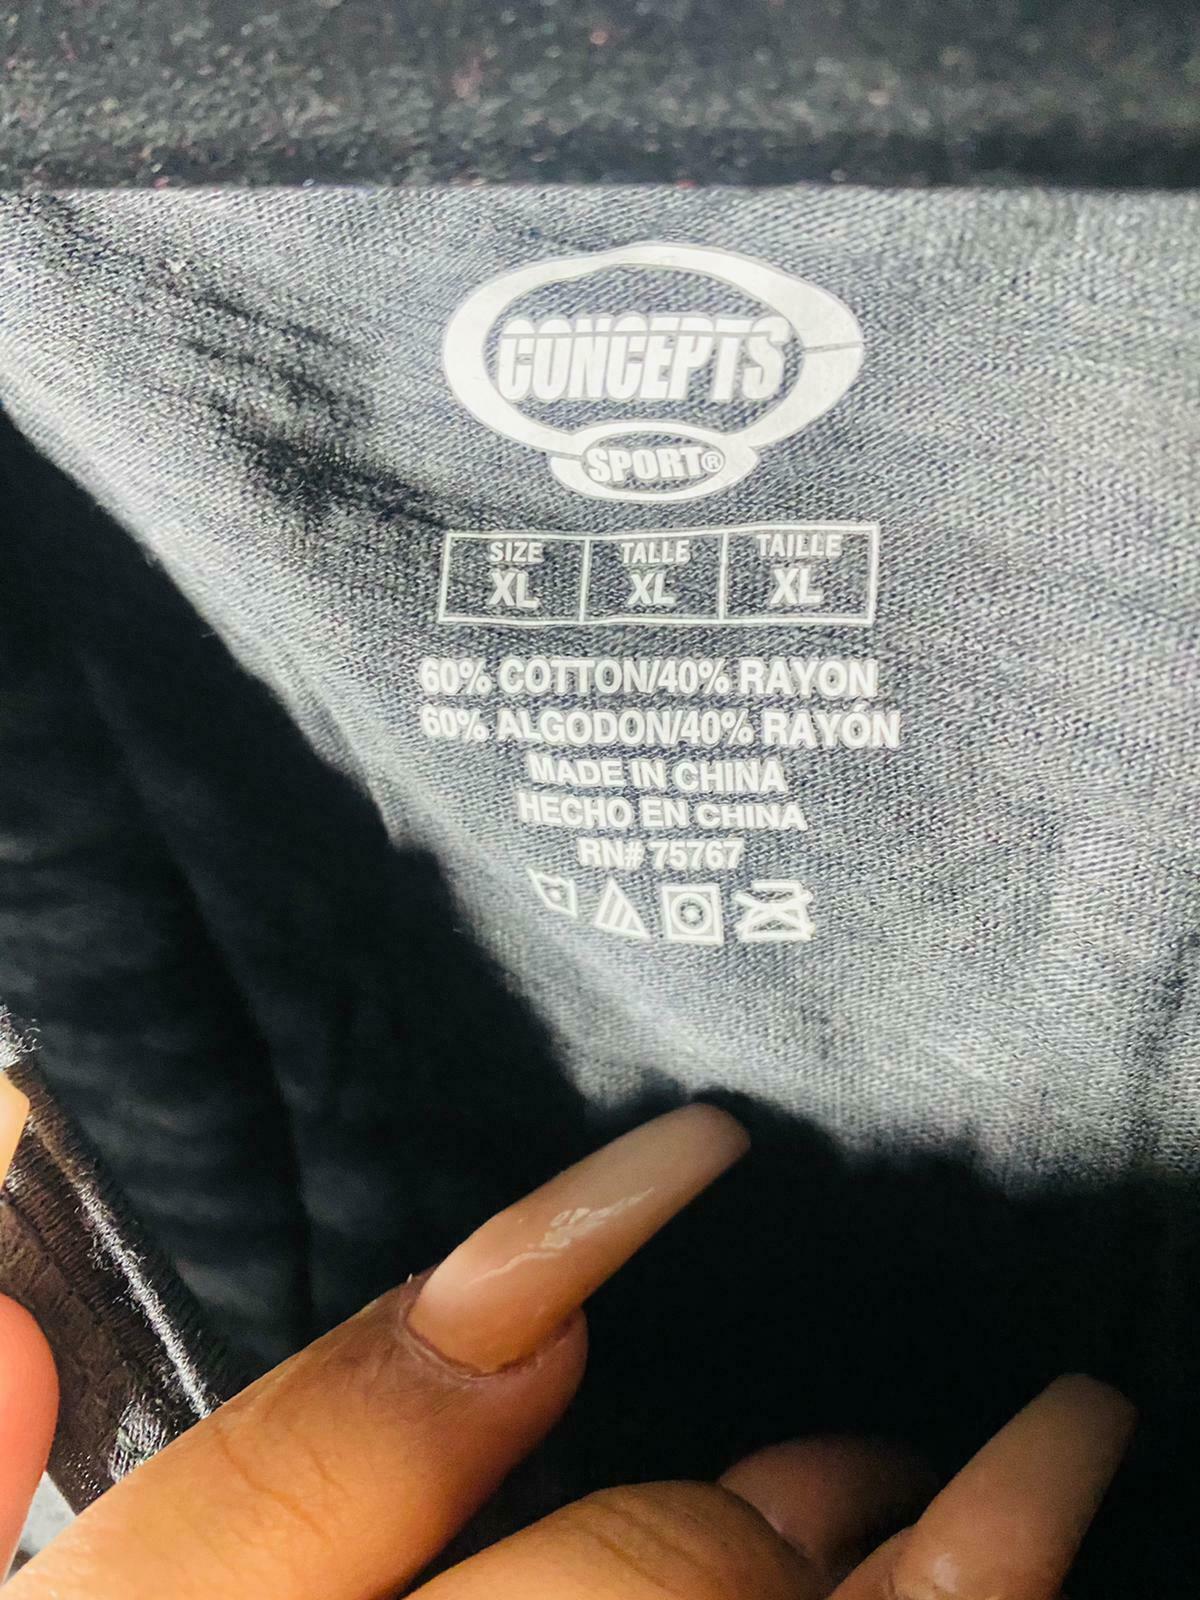 CONCEPTS
SPORT®
SIZE TALLE TAILLE
XL XL XL
60% COTTON/40% RAYON
60% ALGODON/40% RAYÓN
MADE IN CHINA
HECHO EN CHINA
RN# 75767